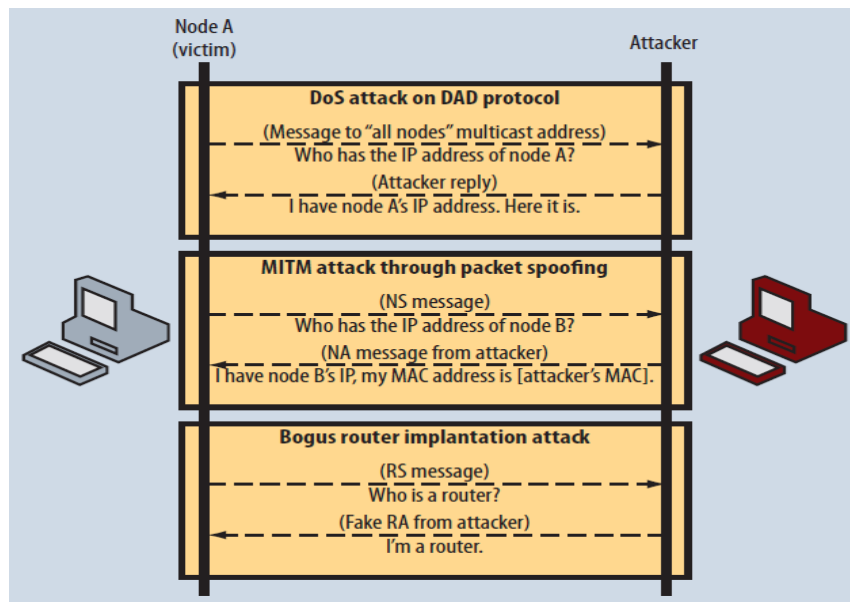 Node A
(victim)
Attacker
DoS attack on DAD protocol
(Message to “all nodes” multicast address)
Who has the IP address of node A?
(Attacker reply)
I have node A’s IP address. Here it is.
MITM attack through packet spoofing
(NS message)
Who has the IP address of node B?
(NA message from attacker)
I have node B’s IP, my MAC address is [attacker’s MAC].
Bogus router implantation attack
(RS message)
Who is a router?
(Fake RA from attacker)
I’m a router.